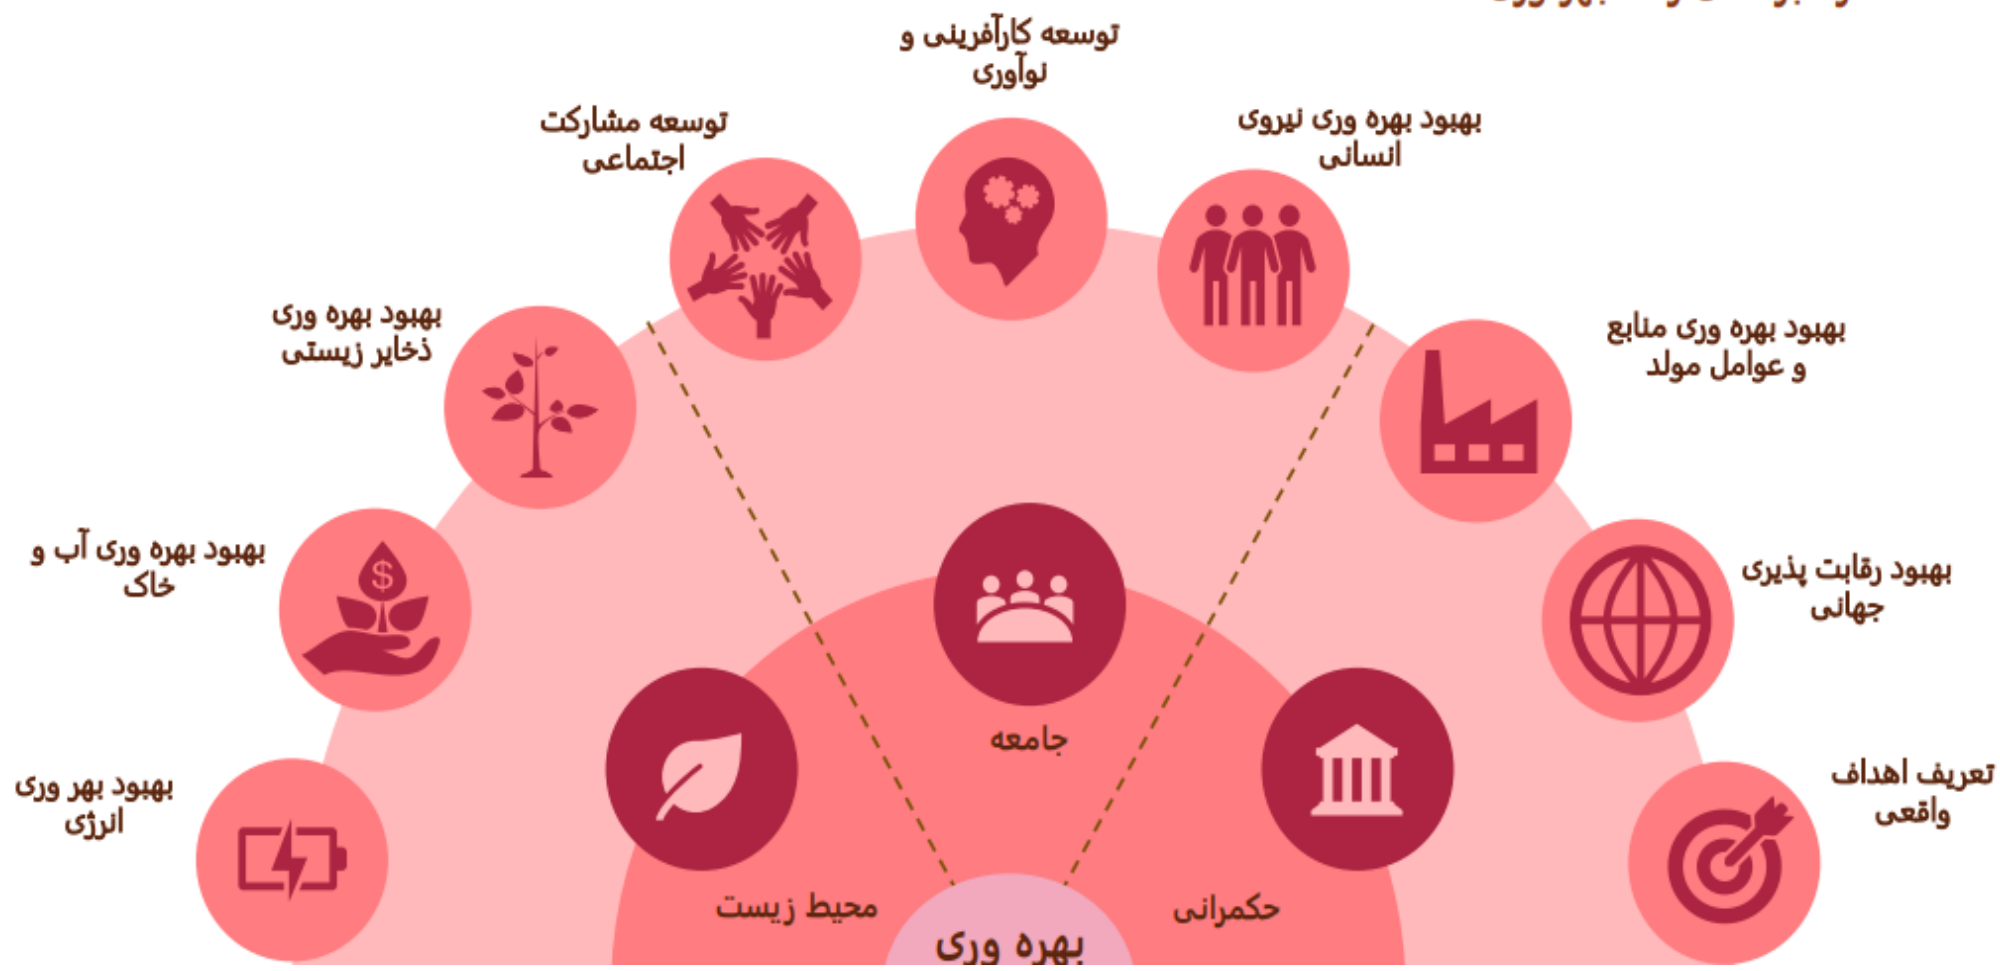 توسعه کارآفرینی و
نوآوری
بهبود بهره وری نیروی
انسانی
توسعه مشارکت
اجتماعی
بهبود بهره وری منابع
و عوامل مولد
بهبود بهره وری
ذخایر زیستی
بهبود رقابت پذیری
جهانی
بهبود بهره وری آب و
خاک
$
تعریف اهداف
واقعی
بهبود بهر وری
انرژی
جامعه
حکمرانی
محیط زیست
بهره وری